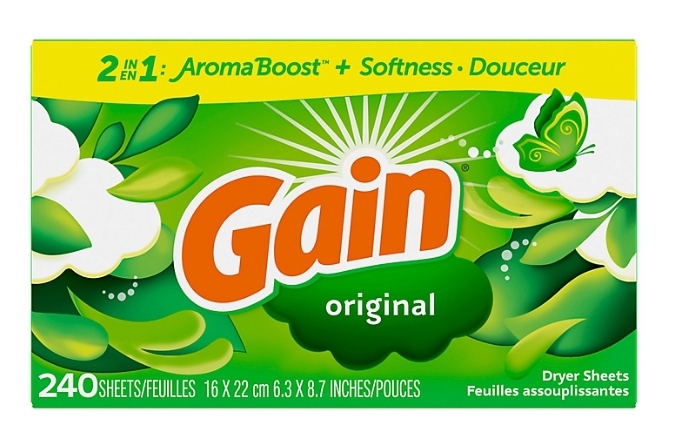 2 IN EN 1: AromaBoost™ + Softness • Douceur
Gain®
original
240 SHEETS/FEUILLES 16 X 22 cm 6.3 X 8.7 INCHES/POUCES
Dryer Sheets
Feuilles assouplissantes